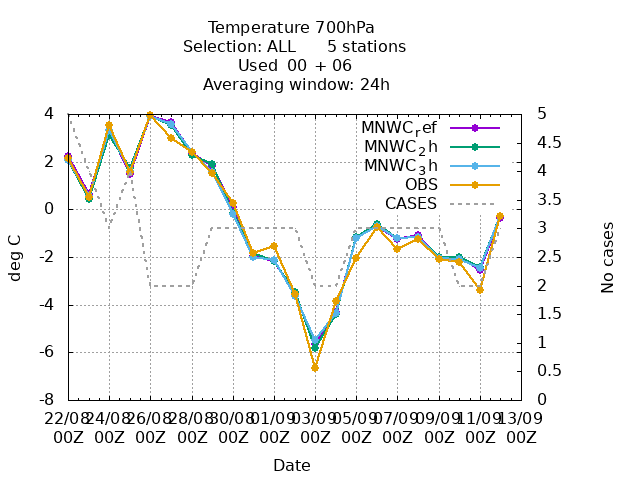 Temperature 700hPa
Selection: ALL 5 stations
Used 00 + 06
Averaging window: 24h
4
2
0
-2
-4
-6
-8
deg C
5
4.5
4
3.5
3
2.5
2
1.5
1
0.5
0
No cases
MNWCref
MNWC2h
MNWC3h
OBS
CASES
22/08 24/08 26/08 28/08 30/08 01/09 03/09 05/09 07/09 09/09 11/09 13/09
00Z 00Z 00Z 00Z 00Z 00Z 00Z 00Z 00Z 00Z 00Z 00Z
Date